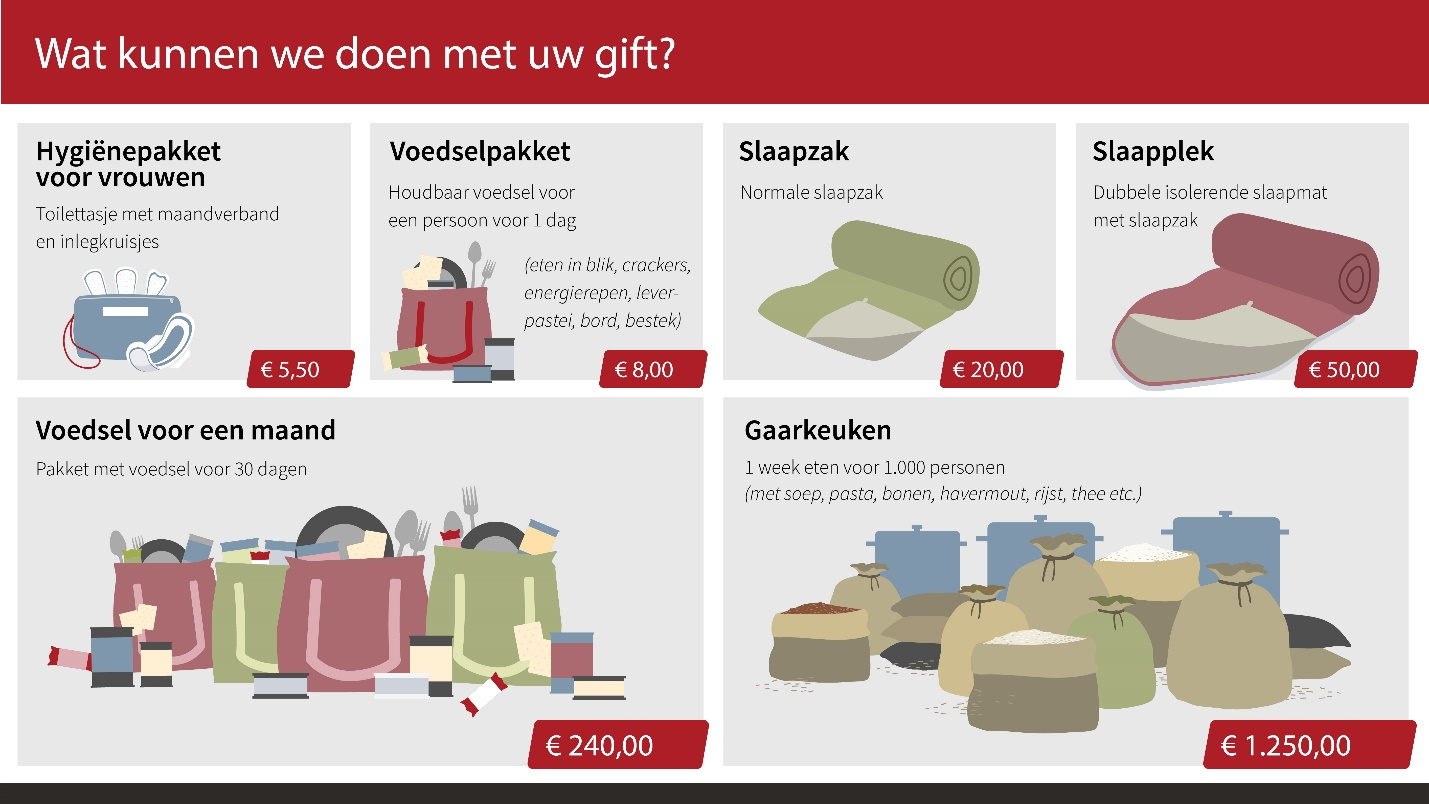 Wat kunnen we doen met uw gift?
Hygiënepakket
voor vrouwen
Toilettasje met maandverband
en inlegkruisjes
€ 5,50
Voedselpakket
Houdbaar voedsel voor
een persoon voor 1 dag
(eten in blik, crackers,
energierepen, lever-
pastei, bord, bestek)
€ 8,00
Slaapzak
Normale slaapzak
€ 20,00
Slaapplek
Dubbele isolerende slaapmat
met slaapzak
€ 50,00
Voedsel voor een maand
Pakket met voedsel voor 30 dagen
€ 240,00
Gaarkeuken
1 week eten voor 1.000 personen
(met soep, pasta, bonen, havermout, rijst, thee etc.)
€ 1.250,00